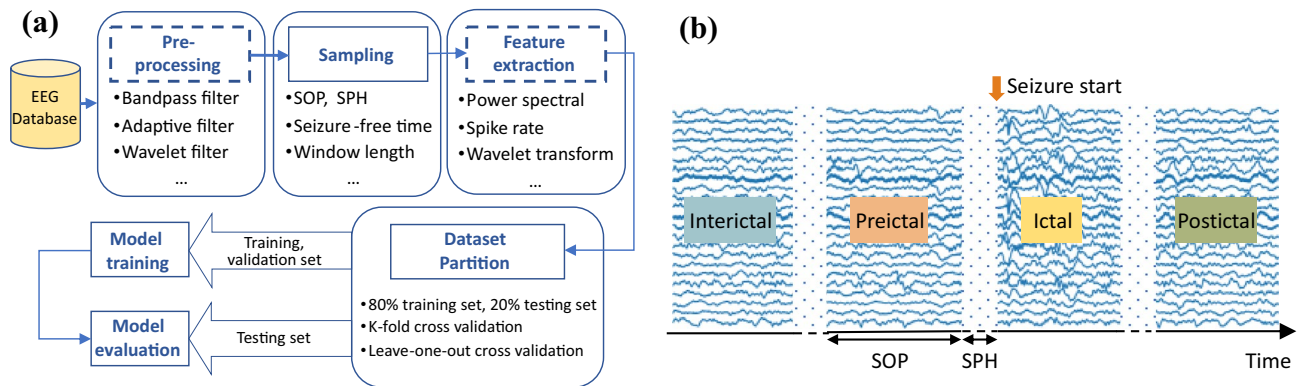 (a)
EEG
Database
Pre-
processing
•Bandpass filter
•Adaptive filter
•Wavelet filter
...
Sampling
•SOP, SPH
•Seizure-free time
•Window length
...
Feature
extraction
•Power spectral
•Spike rate
•Wavelet transform
...
Dataset
Partition
•80% training set, 20% testing set
•K-fold cross validation
•Leave-one-out cross validation
Training,
validation set
Testing set
Model
training
Model
evaluation
(b)
Seizure start
Interictal
Preictal
Ictal
Postictal
SOP
SPH
Time